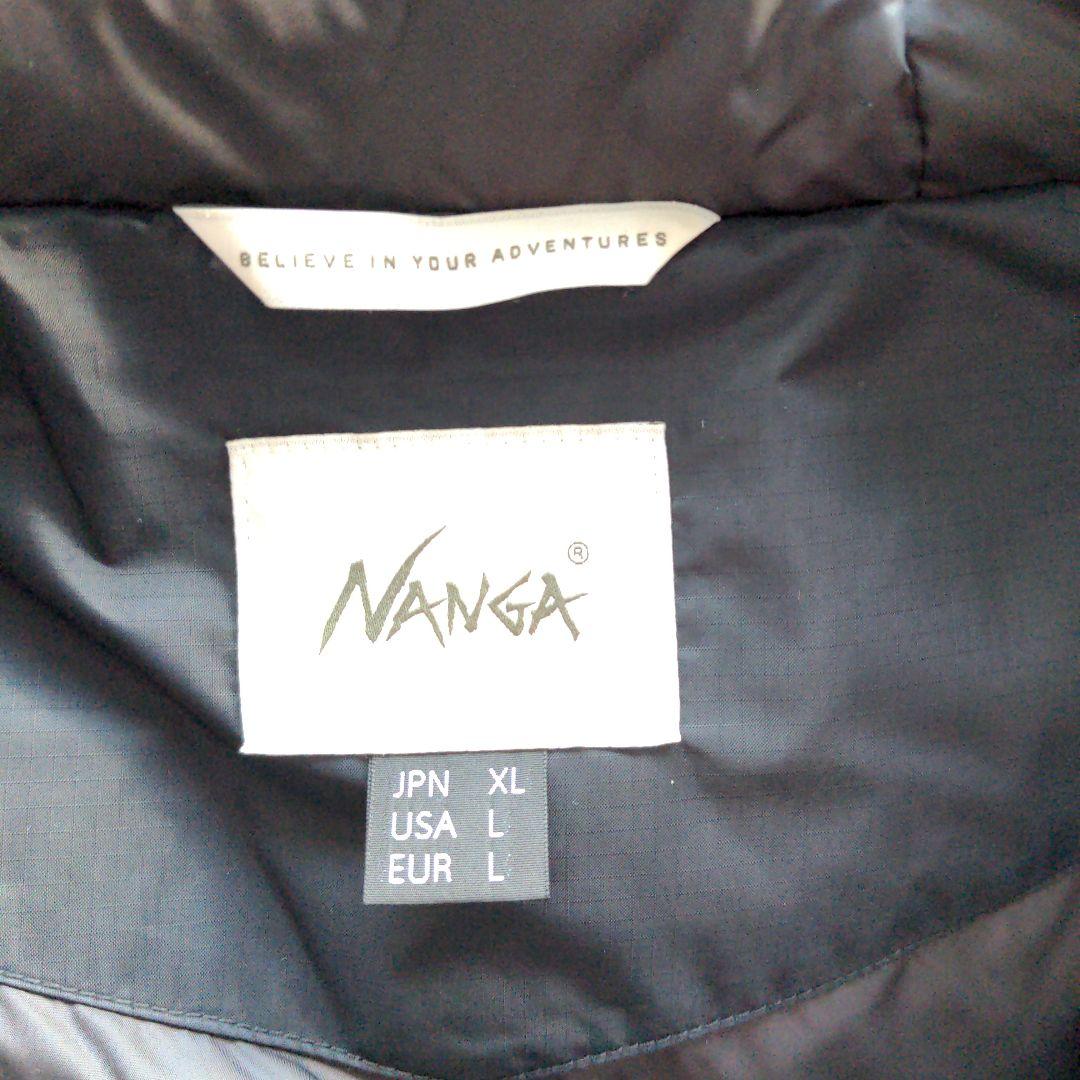 BELIEVE IN YOUR ADVENTURES
NANGA ®
JPN XL
USA L
EUR L